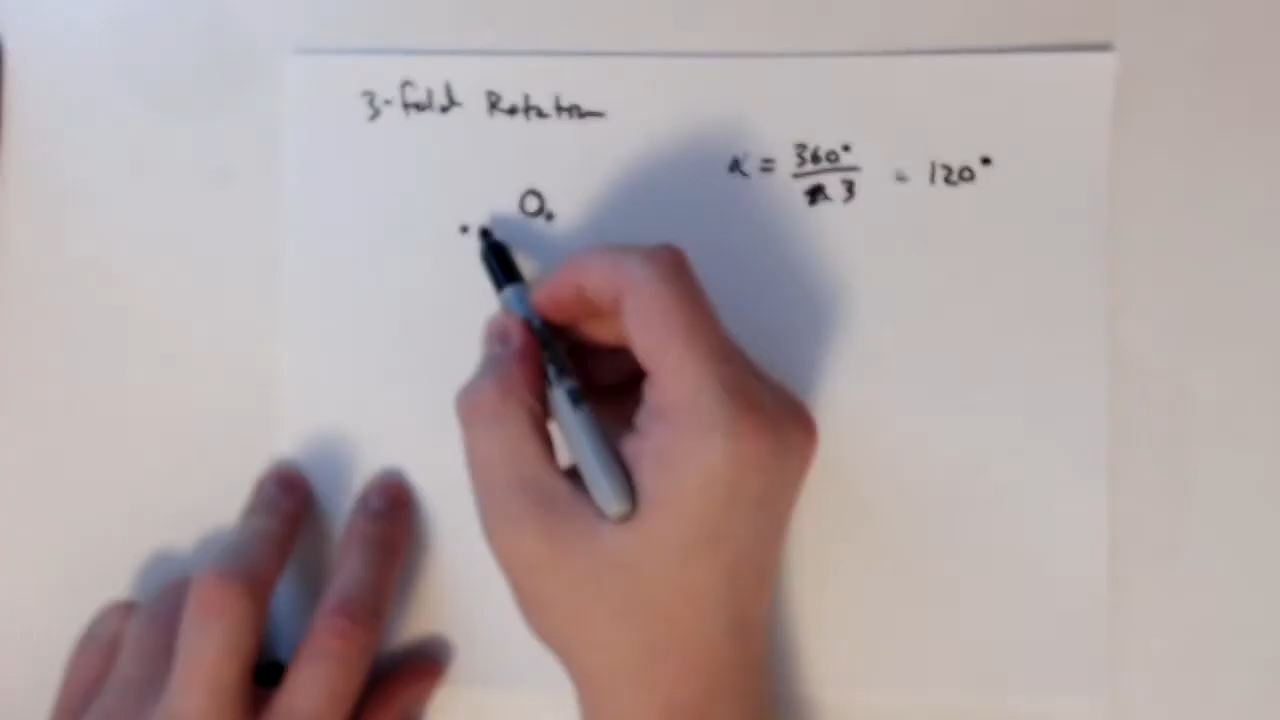 3-fold Rotation
α = 360° / 3 = 120°
O.